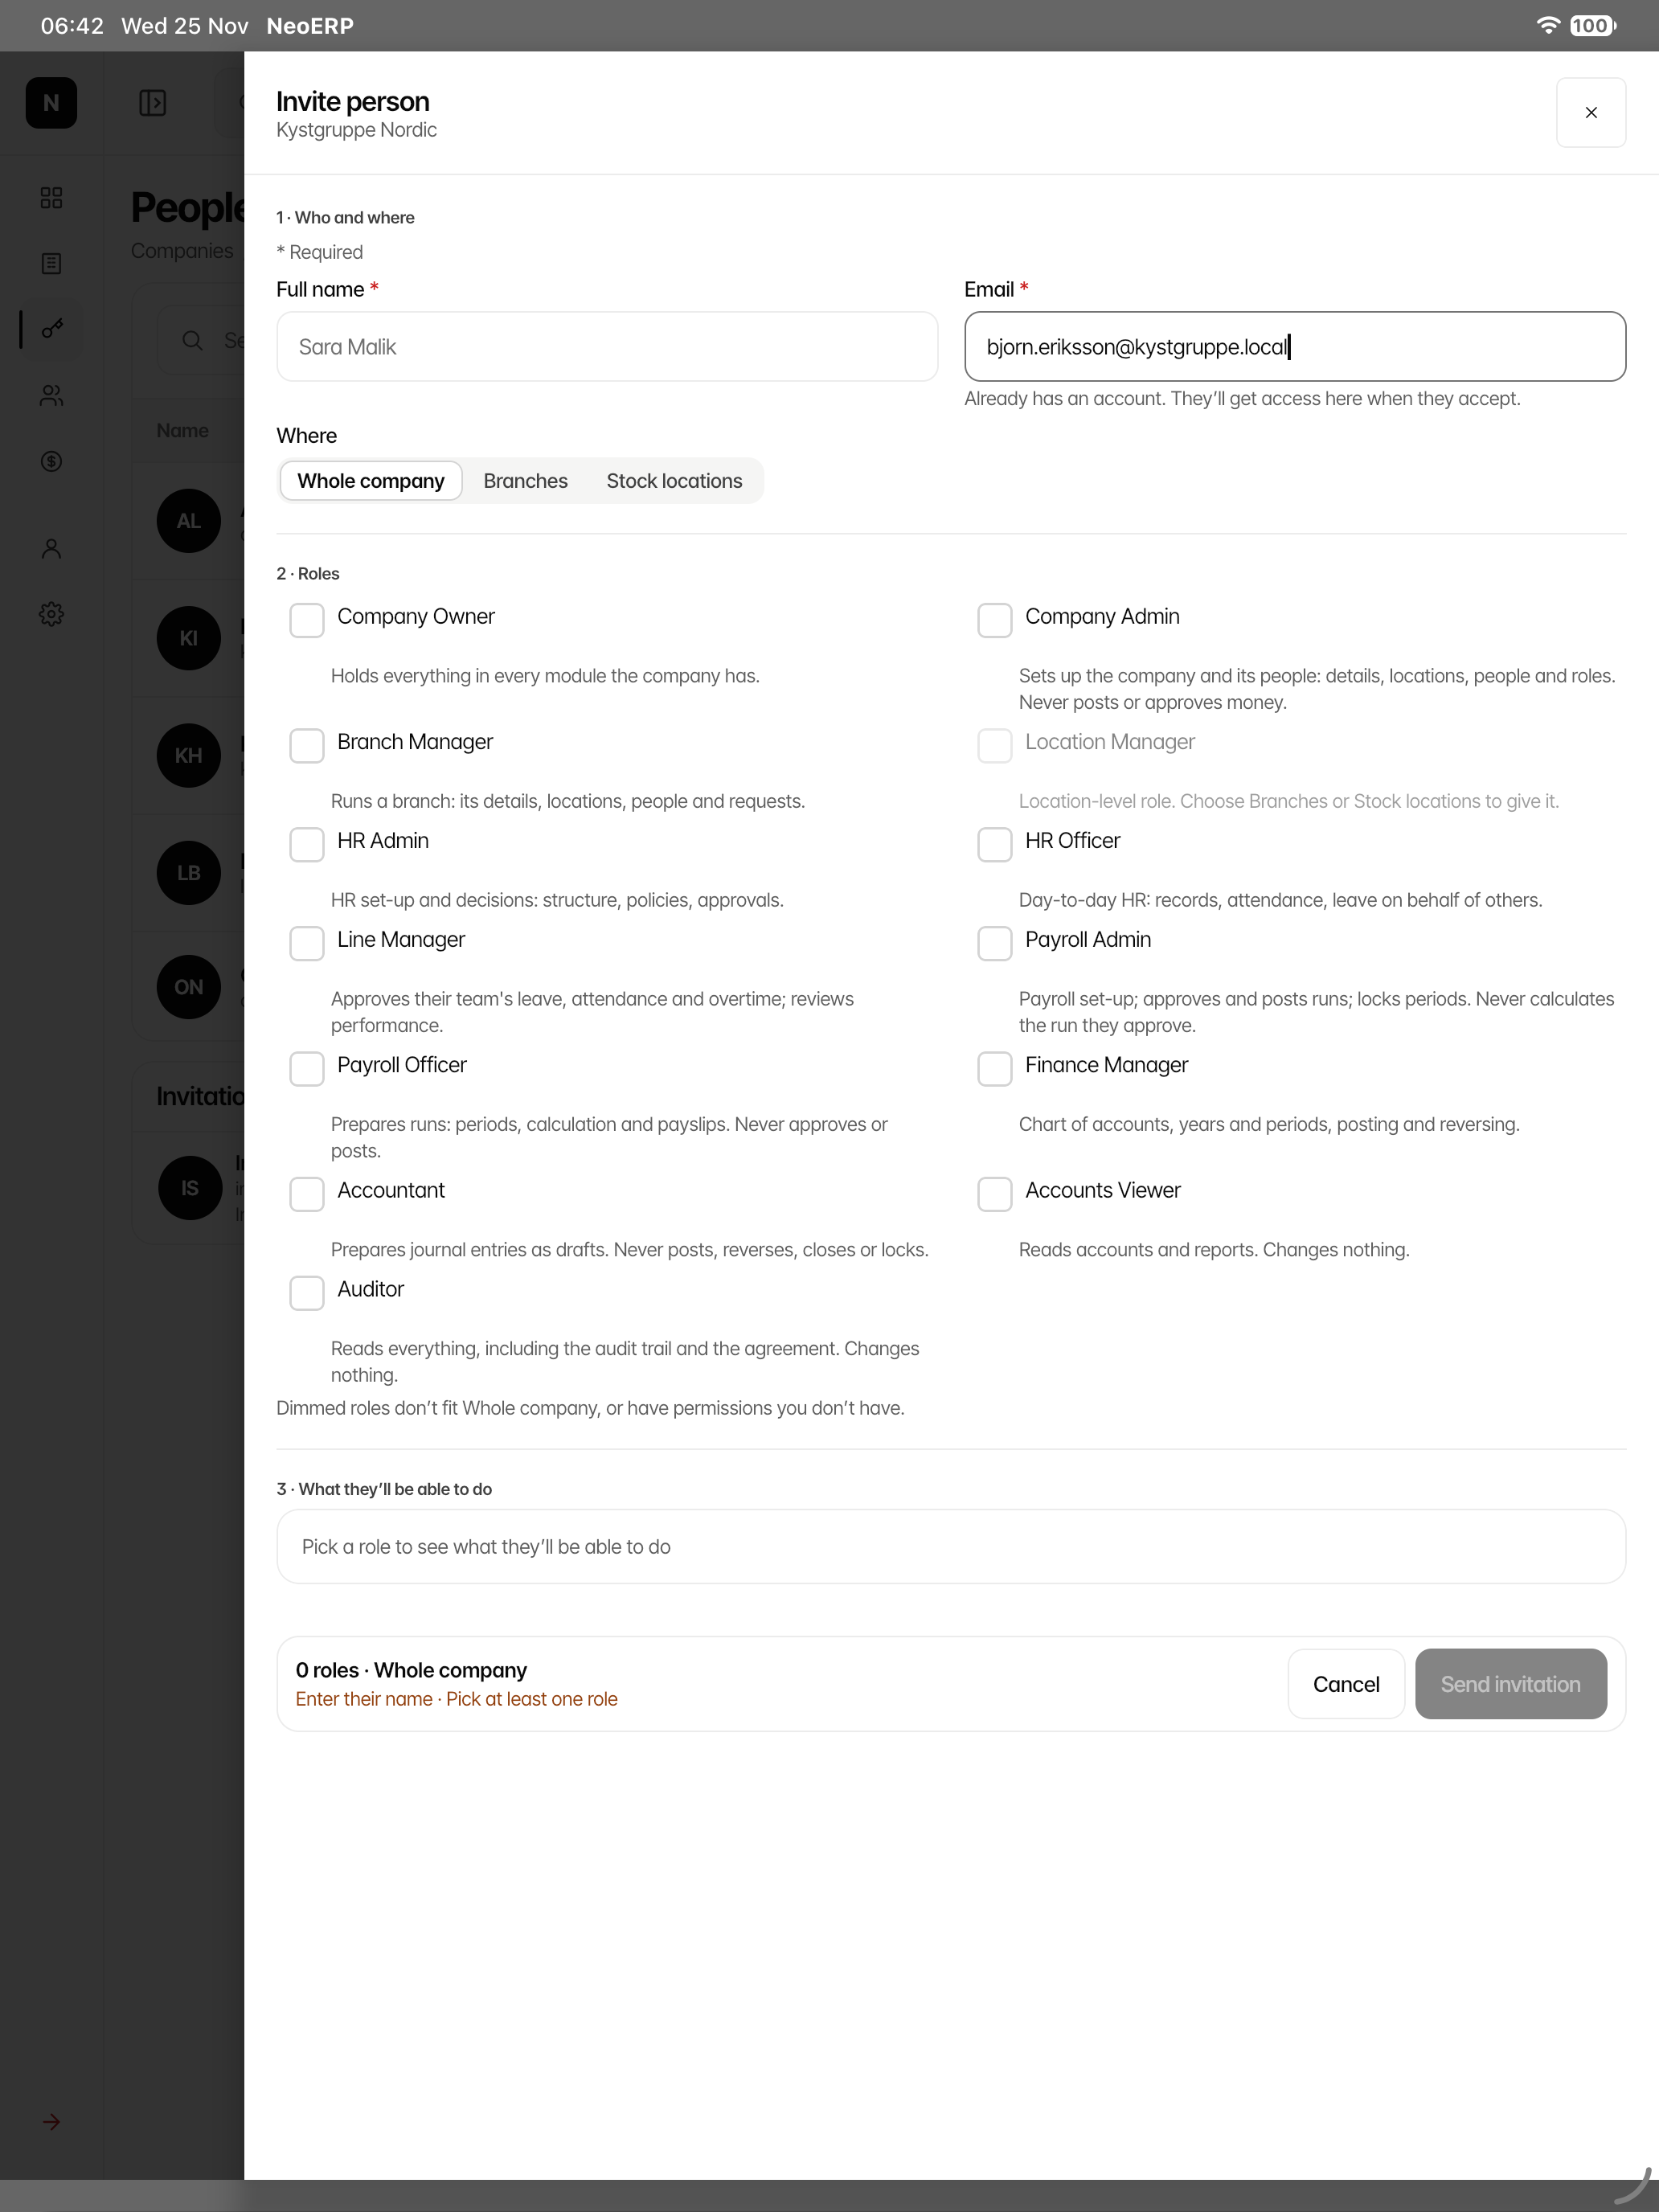 06:42 Wed 25 Nov NeoERP
100
N
Invite person
Kystgruppe Nordic
×
People
Companies
1 · Who and where
* Required
Full name *
Email *
Sara Malik
bjorn.eriksson@kystgruppe.local
Already has an account. They’ll get access here when they accept.
Where
Name
Whole company
Branches
Stock locations
AL
KI
KH
LB
ON
IS
2 · Roles
Company Owner
Holds everything in every module the company has.
Company Admin
Sets up the company and its people: details, locations, people and roles.
Never posts or approves money.
Branch Manager
Runs a branch: its details, locations, people and requests.
Location Manager
Location-level role. Choose Branches or Stock locations to give it.
HR Admin
HR set-up and decisions: structure, policies, approvals.
HR Officer
Day-to-day HR: records, attendance, leave on behalf of others.
Line Manager
Approves their team's leave, attendance and overtime; reviews
performance.
Payroll Admin
Payroll set-up; approves and posts runs; locks periods. Never calculates
the run they approve.
Payroll Officer
Prepares runs: periods, calculation and payslips. Never approves or
posts.
Finance Manager
Chart of accounts, years and periods, posting and reversing.
Accountant
Prepares journal entries as drafts. Never posts, reverses, closes or locks.
Accounts Viewer
Reads accounts and reports. Changes nothing.
Auditor
Reads everything, including the audit trail and the agreement. Changes
nothing.
Dimmed roles don’t fit Whole company, or have permissions you don’t have.
3 · What they’ll be able to do
Pick a role to see what they’ll be able to do
0 roles · Whole company
Enter their name · Pick at least one role
Cancel
Send invitation